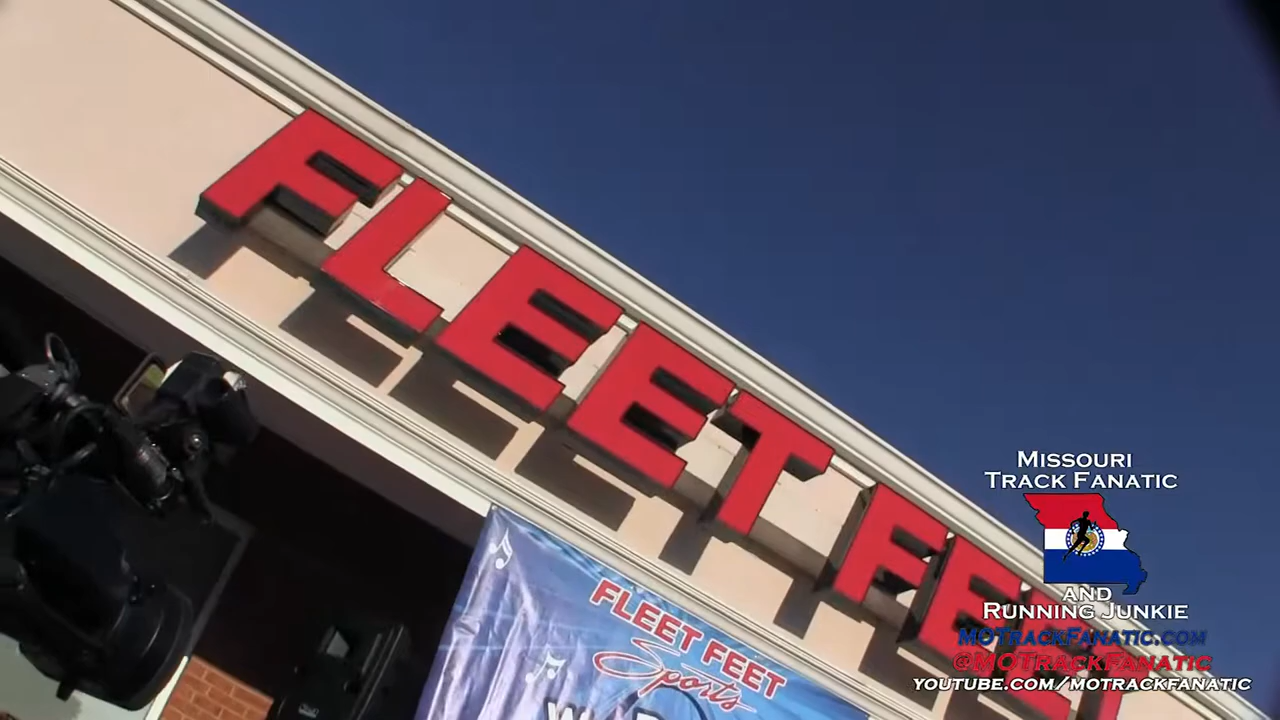 FLEET FEET
FLEET FEET
Sports
MISSOURI
TRACK FANATIC
AND
RUNNING JUNKIE
MOTRACKFANATIC.COM
@MOTRACKFANATIC
YOUTUBE.COM/MOTRACKFANATIC